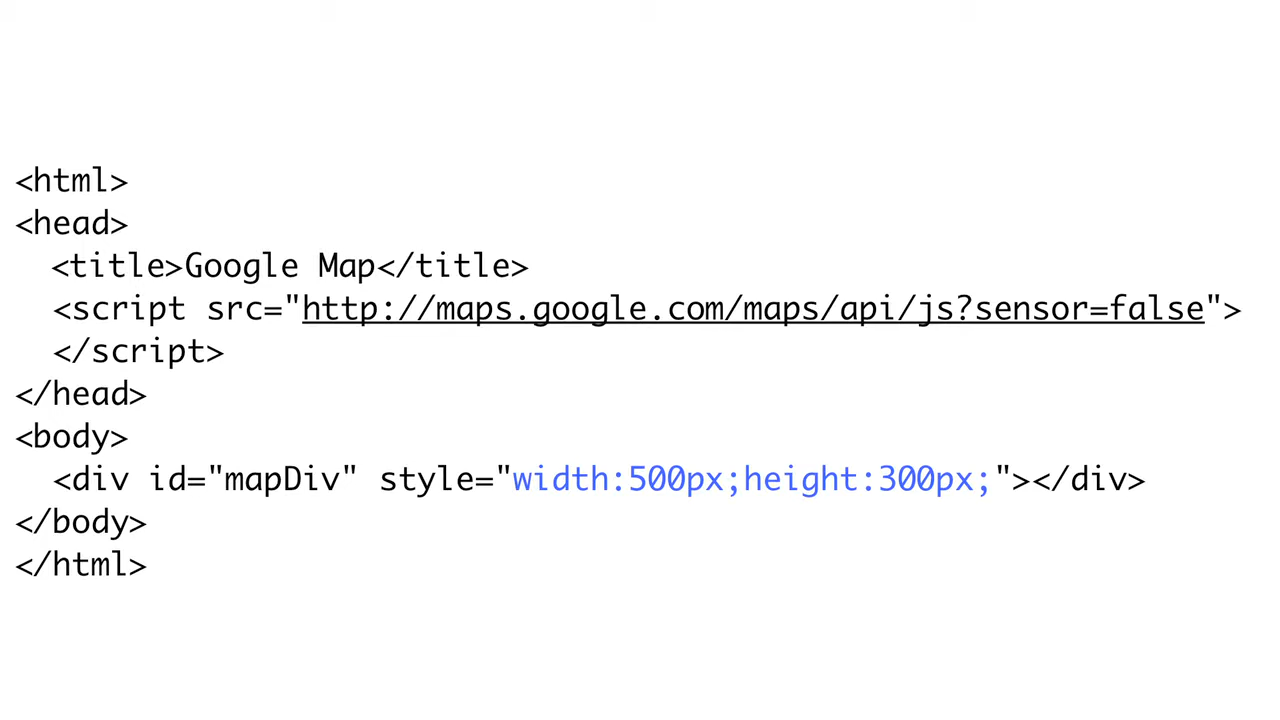 <html>
<head>
  <title>Google Map</title>
  <script src="http://maps.google.com/maps/api/js?sensor=false">
  </script>
</head>
<body>
  <div id="mapDiv" style="width:500px;height:300px;"></div>
</body>
</html>